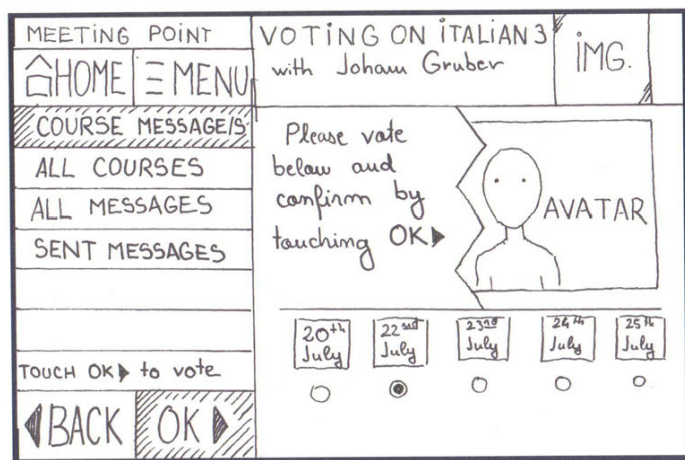 MEETING POINT
HOME
MENU
COURSE MESSAGE/S
ALL COURSES
ALL MESSAGES
SENT MESSAGES
TOUCH OK to vote
BACK
OK
VOTING ON ITALIAN 3
with Johann Gruber
IMG.
Please vote
below and
confirm by
touching OK
AVATAR
20th
July
22nd
July
23rd
July
24th
July
25th
July